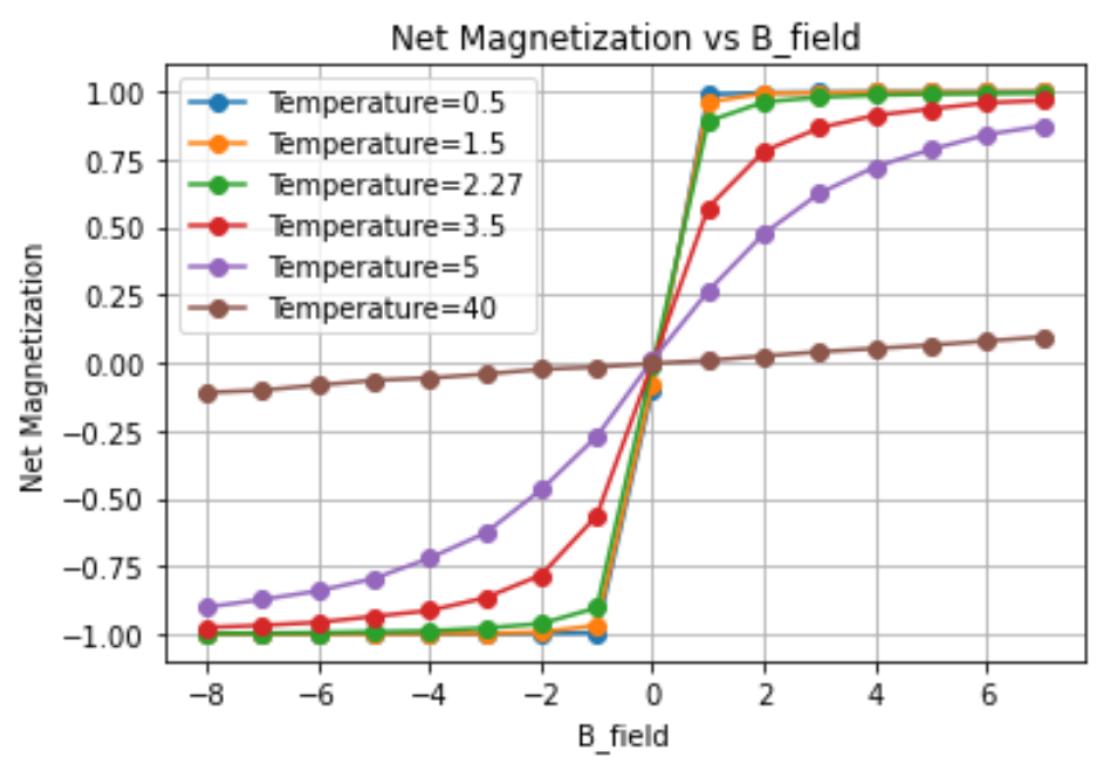 Net Magnetization vs B_field
1.00
0.75
0.50
0.25
0.00
−0.25
−0.50
−0.75
−1.00
Net Magnetization
Temperature=0.5
Temperature=1.5
Temperature=2.27
Temperature=3.5
Temperature=5
Temperature=40
−8 −6 −4 −2 0 2 4 6
B_field